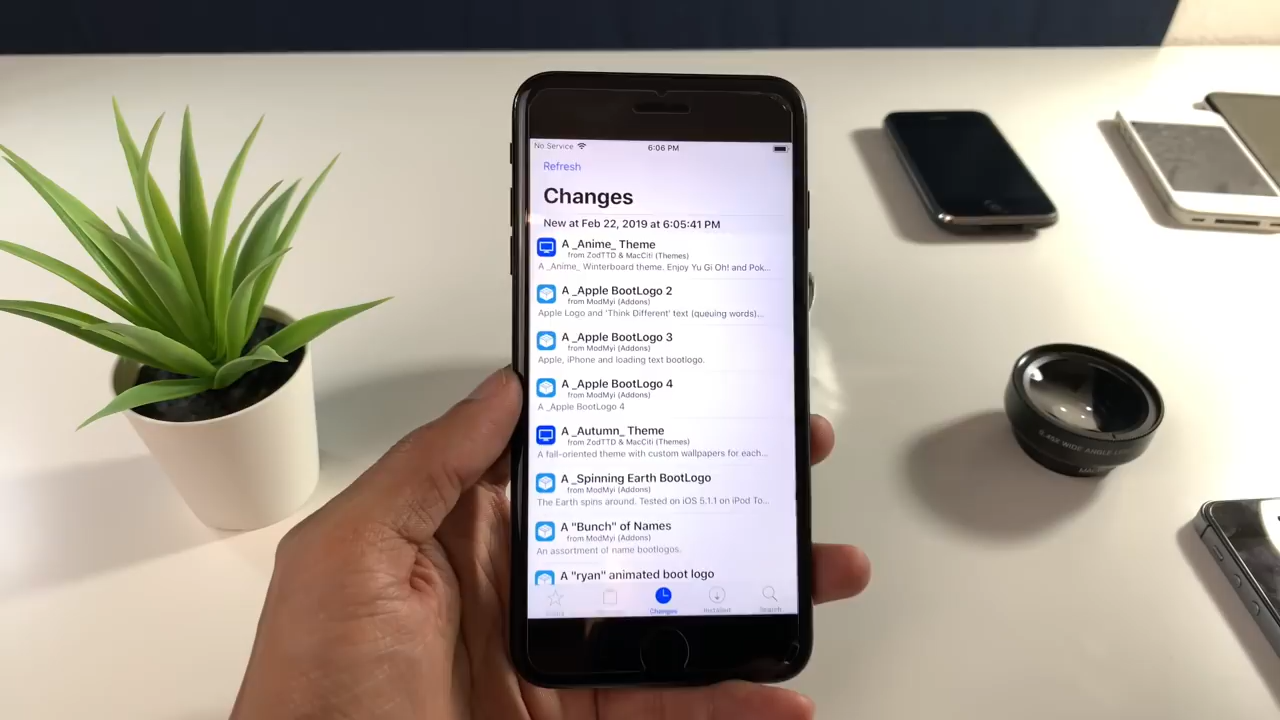 No Service
6:06 PM
Refresh
Changes
New at Feb 22, 2019 at 6:05:41 PM
A _Anime_ Theme
from ZodTTD & MacCiti (Themes)
A _Anime_ Winterboard theme. Enjoy Yu Gi Oh! and Pok...
A _Apple BootLogo 2
from ModMyi (Addons)
Apple Logo and 'Think Different' text (queuing words)...
A _Apple BootLogo 3
from ModMyi (Addons)
Apple, iPhone and loading text bootlogo.
A _Apple BootLogo 4
from ModMyi (Addons)
A _Apple BootLogo 4
A _Autumn_ Theme
from ZodTTD & MacCiti (Themes)
A fall-oriented theme with custom wallpapers for each...
A _Spinning Earth BootLogo
from ModMyi (Addons)
The Earth spins around. Tested on iOS 5.1.1 on iPod To...
A "Bunch" of Names
from ModMyi (Addons)
An assortment of name bootlogos.
A "ryan" animated boot logo
Changes
Installed
Search
0.45X WIDE ANGLE